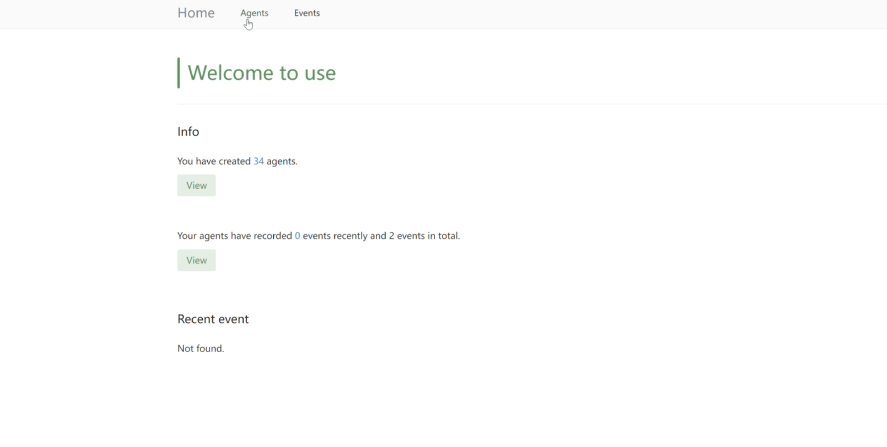 Home Agents Events
Welcome to use
Info
You have created 34 agents.
View
Your agents have recorded 0 events recently and 2 events in total.
View
Recent event
Not found.